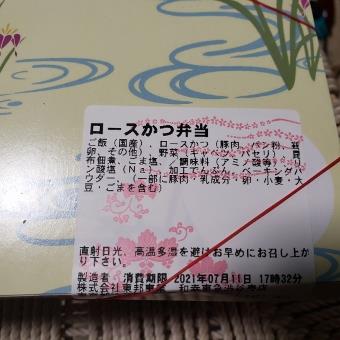 ロースかつ弁当
ご飯（国産）、ロースかつ（豚肉、パン粉、
卵、その他）、野菜（キャベツ、パセリ）、
布佃煮、ごま塩、／調味料（アミノ酸等）、
ン酸塩（Na）、加工でんぷん、ベーキングパ
ウダー、（一部に豚肉・乳成分・卵・小麦・大
豆・ごまを含む）
直射日光、高温多湿を避けお早めにお召し上が
り下さい。
製造者 消費期限 2021年07月11日 17時32分
株式会社東邦